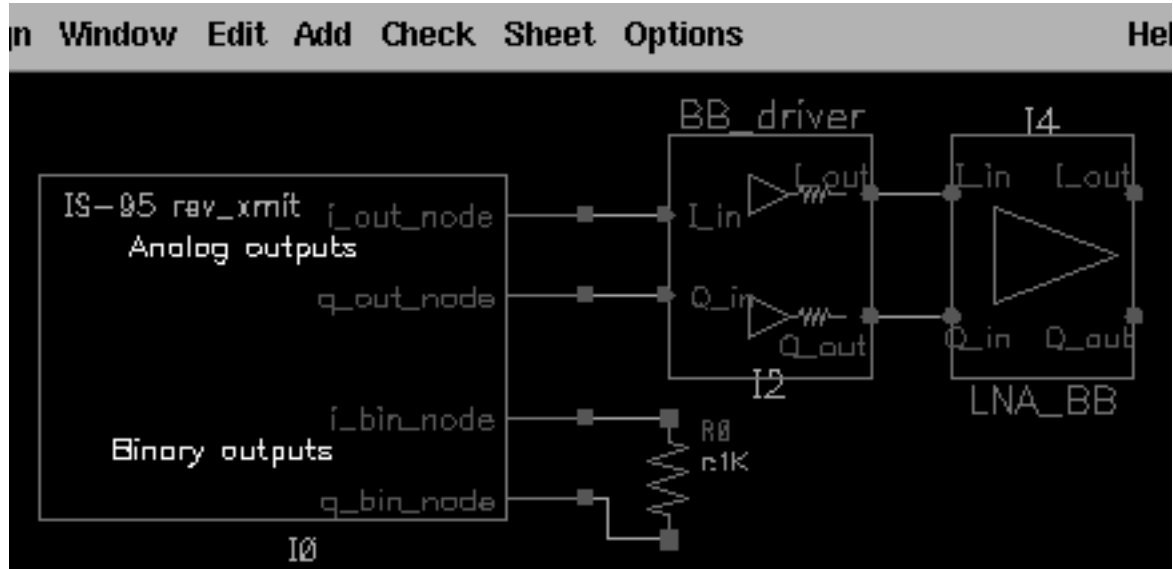 Window Edit Add Check Sheet Options
BB_driver
I4
IS-95 rev_xmit
i_out_node
Analog outputs
q_out_node
i_bin_node
Binary outputs
q_bin_node
I0
I_in
I_out
Q_in
Q_out
I2
R0
r:1K
I_in
I_out
Q_in
Q_out
LNA_BB